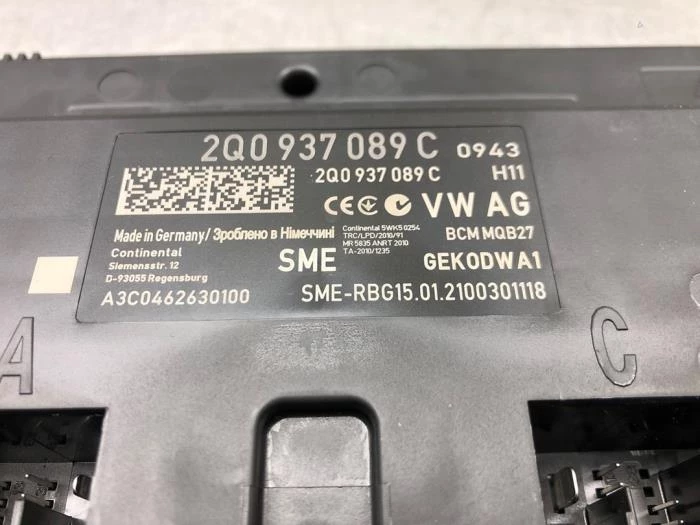 2Q0 937 089 C 0943
2Q0 937 089 C H11
CE VW AG
Made in Germany/ Зроблено в Німеччині
Continental
Siemensstr. 12
D-93055 Regensburg
A3C0462630100
SME
Continental 5WK5 0254
TRC/LPD/2010/91
MR 5835 ANRT 2010
TA-2010/1235
BCM MQB27
GEKODWA1
SME-RBG15.01.2100301118
A
C